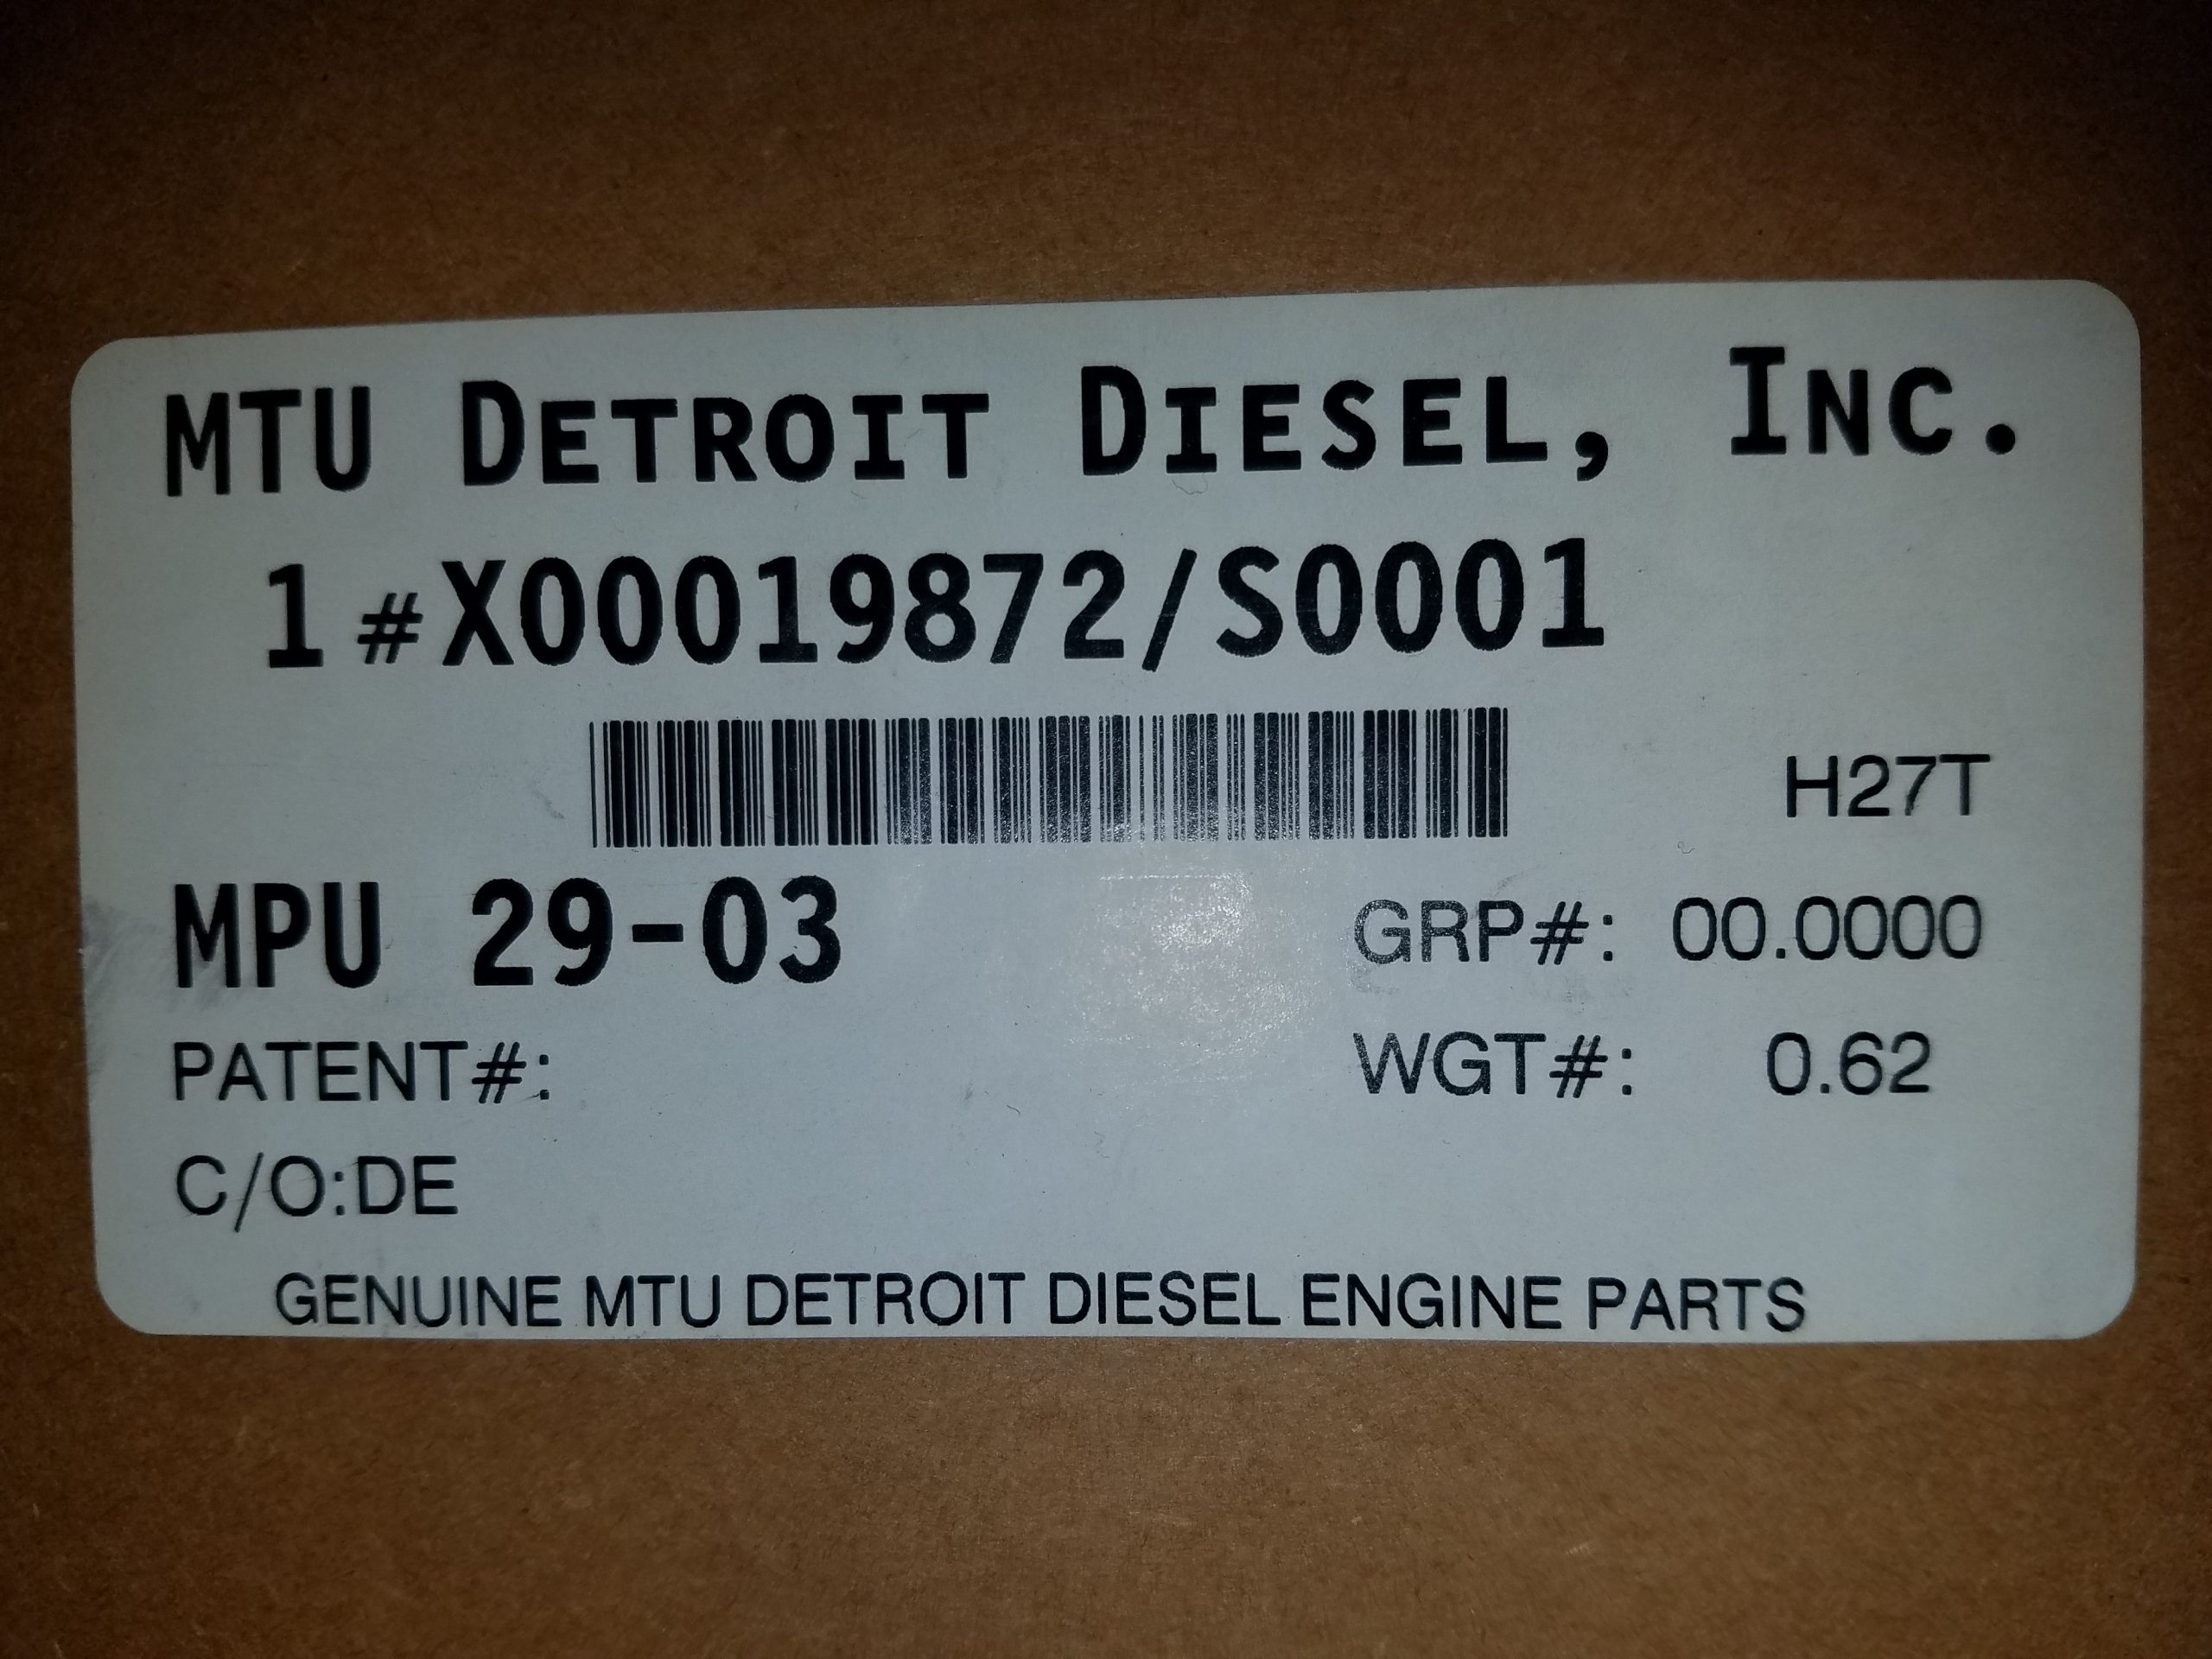 MTU DETROIT DIESEL, INC.
1#X00019872/S0001
H27T
MPU 29-03
GRP#: 00.0000
PATENT#:
WGT#: 0.62
C/O:DE
GENUINE MTU DETROIT DIESEL ENGINE PARTS